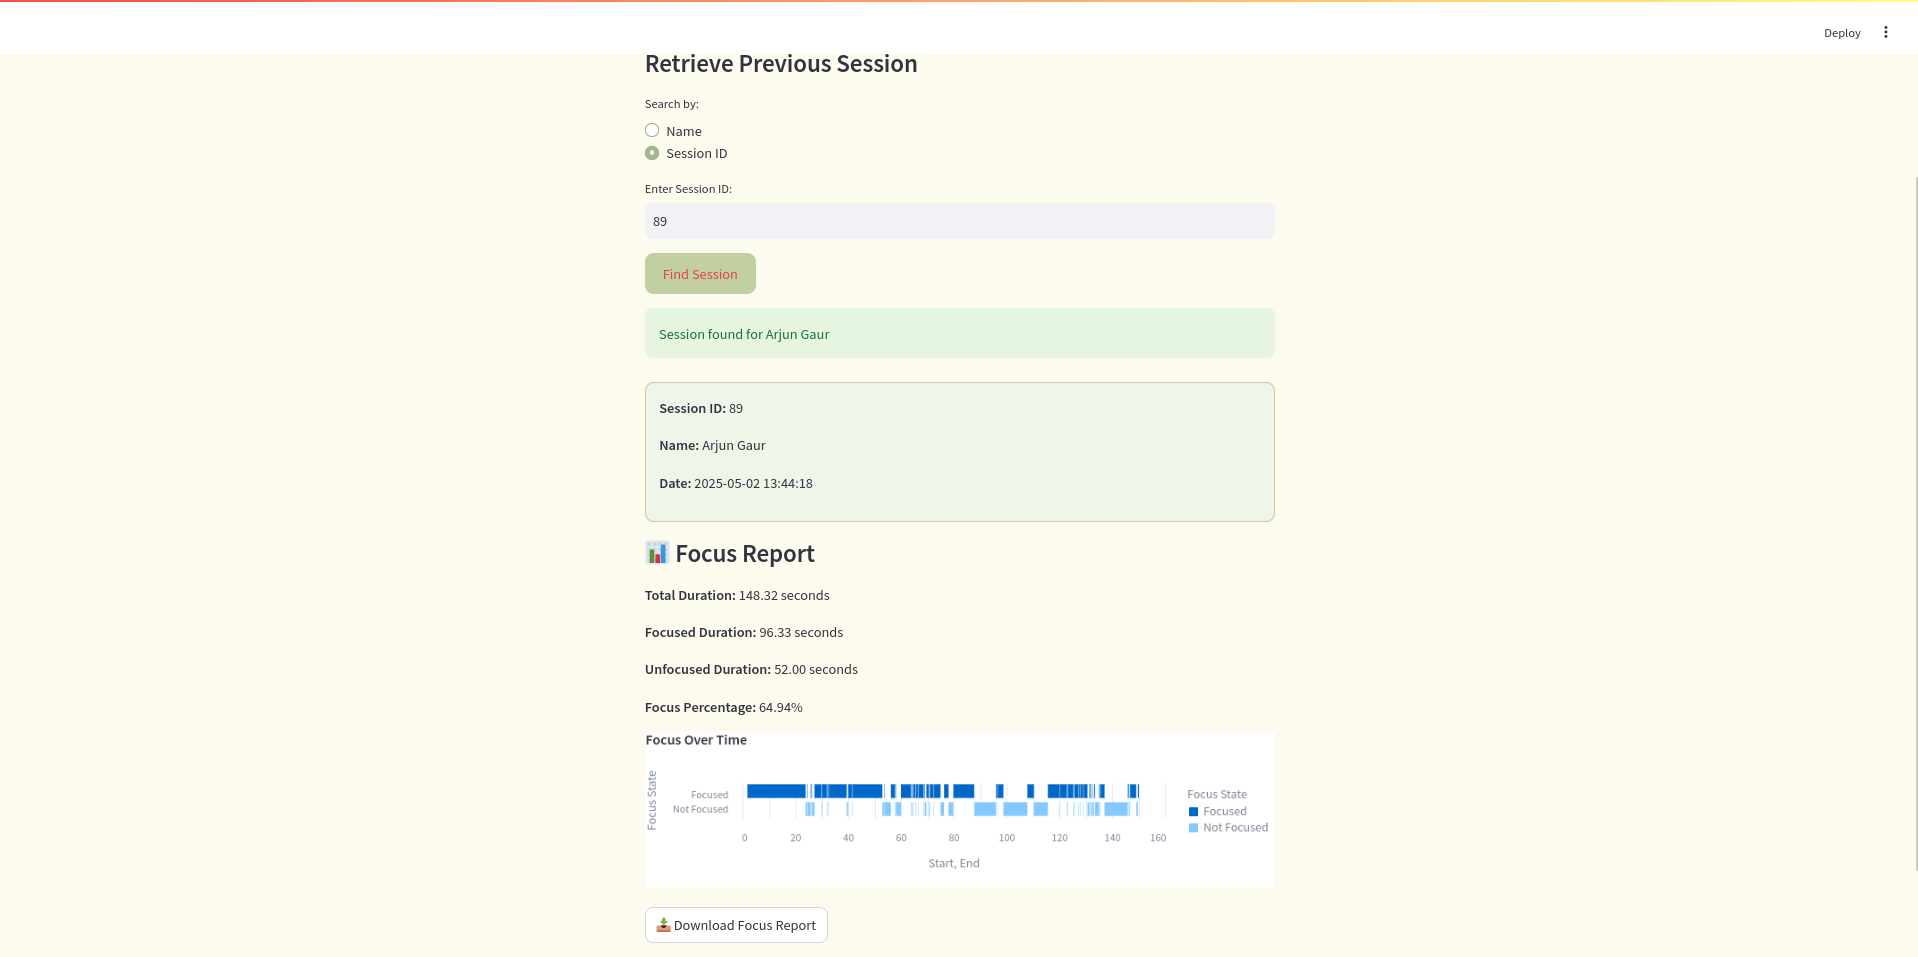 Deploy
Retrieve Previous Session
Search by:
Name
Session ID
Enter Session ID:
89
Find Session
Session found for Arjun Gaur
Session ID: 89
Name: Arjun Gaur
Date: 2025-05-02 13:44:18
Focus Report
Total Duration: 148.32 seconds
Focused Duration: 96.33 seconds
Unfocused Duration: 52.00 seconds
Focus Percentage: 64.94%
Focus Over Time
Focus State
Focused
Not Focused
0 20 40 60 80 100 120 140 160
Start, End
Focus State
Focused
Not Focused
Download Focus Report